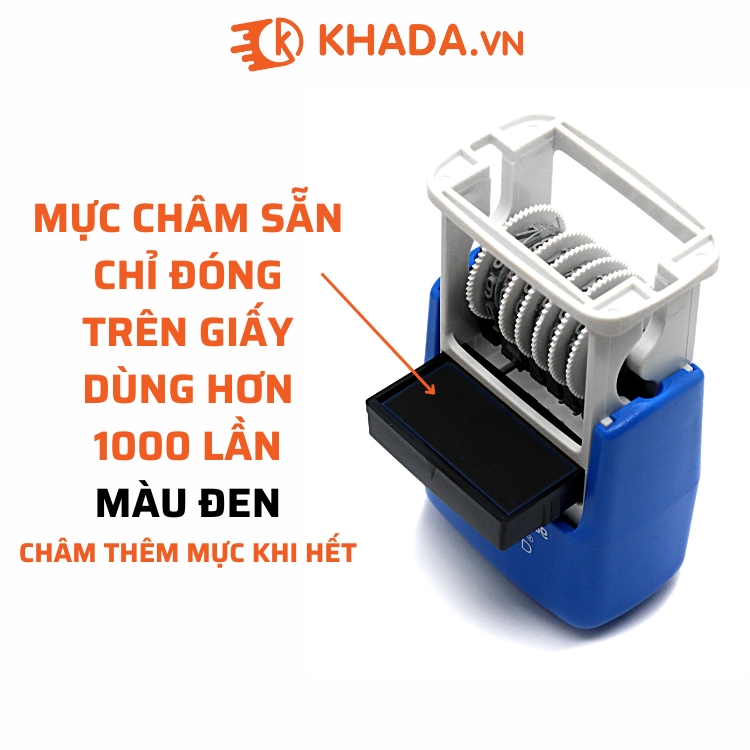 KHADA.VN
MỰC CHÂM SẴN
CHỈ ĐÓNG
TRÊN GIẤY
DÙNG HƠN
1000 LẦN
MÀU ĐEN
CHÂM THÊM MỰC KHI HẾT